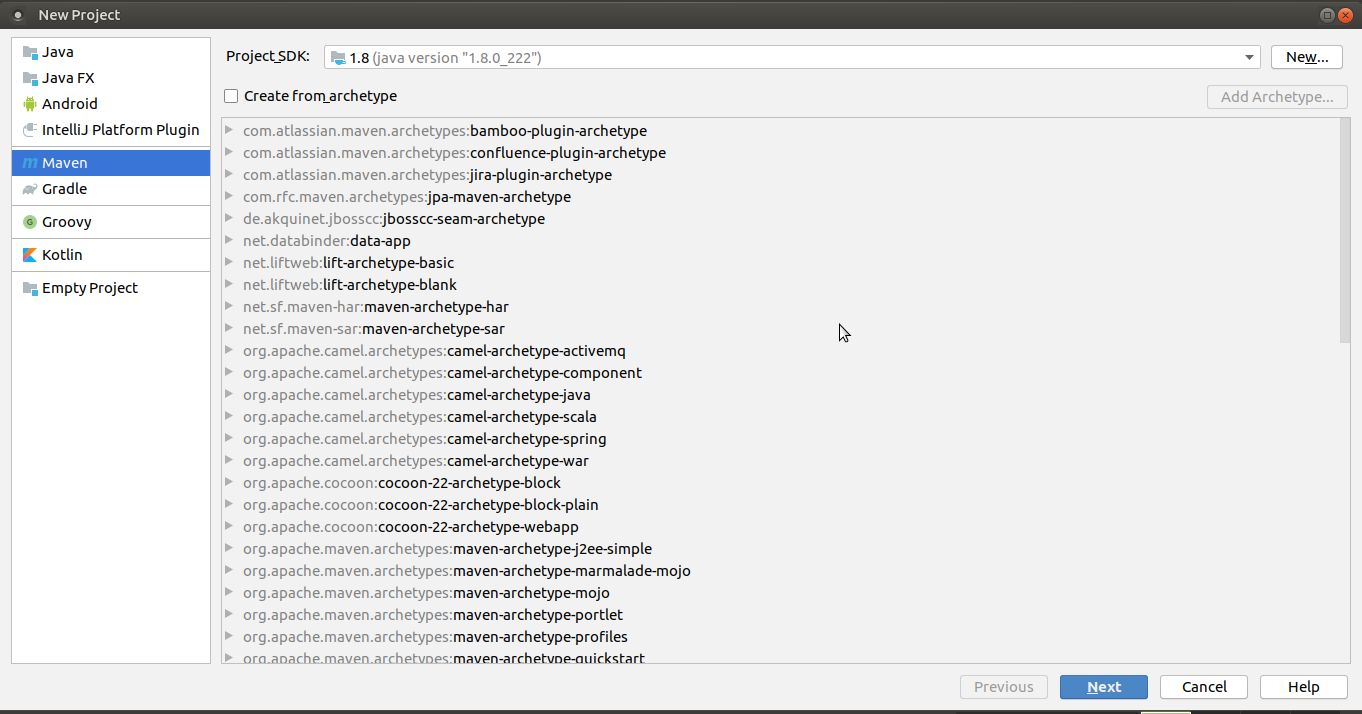 New Project
Java
Java FX
Android
IntelliJ Platform Plugin
Maven
Gradle
Groovy
Kotlin
Empty Project
Project SDK: 1.8 (java version "1.8.0_222") New...
Create from archetype Add Archetype...
com.atlassian.maven.archetypes:bamboo-plugin-archetype
com.atlassian.maven.archetypes:confluence-plugin-archetype
com.atlassian.maven.archetypes:jira-plugin-archetype
com.rfc.maven.archetypes:jpa-maven-archetype
de.akquinet.jbosscc:jbosscc-seam-archetype
net.databinder:data-app
net.liftweb:lift-archetype-basic
net.liftweb:lift-archetype-blank
net.sf.maven-har:maven-archetype-har
net.sf.maven-sar:maven-archetype-sar
org.apache.camel.archetypes:camel-archetype-activemq
org.apache.camel.archetypes:camel-archetype-component
org.apache.camel.archetypes:camel-archetype-java
org.apache.camel.archetypes:camel-archetype-scala
org.apache.camel.archetypes:camel-archetype-spring
org.apache.camel.archetypes:camel-archetype-war
org.apache.cocoon:cocoon-22-archetype-block
org.apache.cocoon:cocoon-22-archetype-block-plain
org.apache.cocoon:cocoon-22-archetype-webapp
org.apache.maven.archetypes:maven-archetype-j2ee-simple
org.apache.maven.archetypes:maven-archetype-marmalade-mojo
org.apache.maven.archetypes:maven-archetype-mojo
org.apache.maven.archetypes:maven-archetype-portlet
org.apache.maven.archetypes:maven-archetype-profiles
org.apache.maven.archetypes:maven-archetype-quickstart
Previous Next Cancel Help